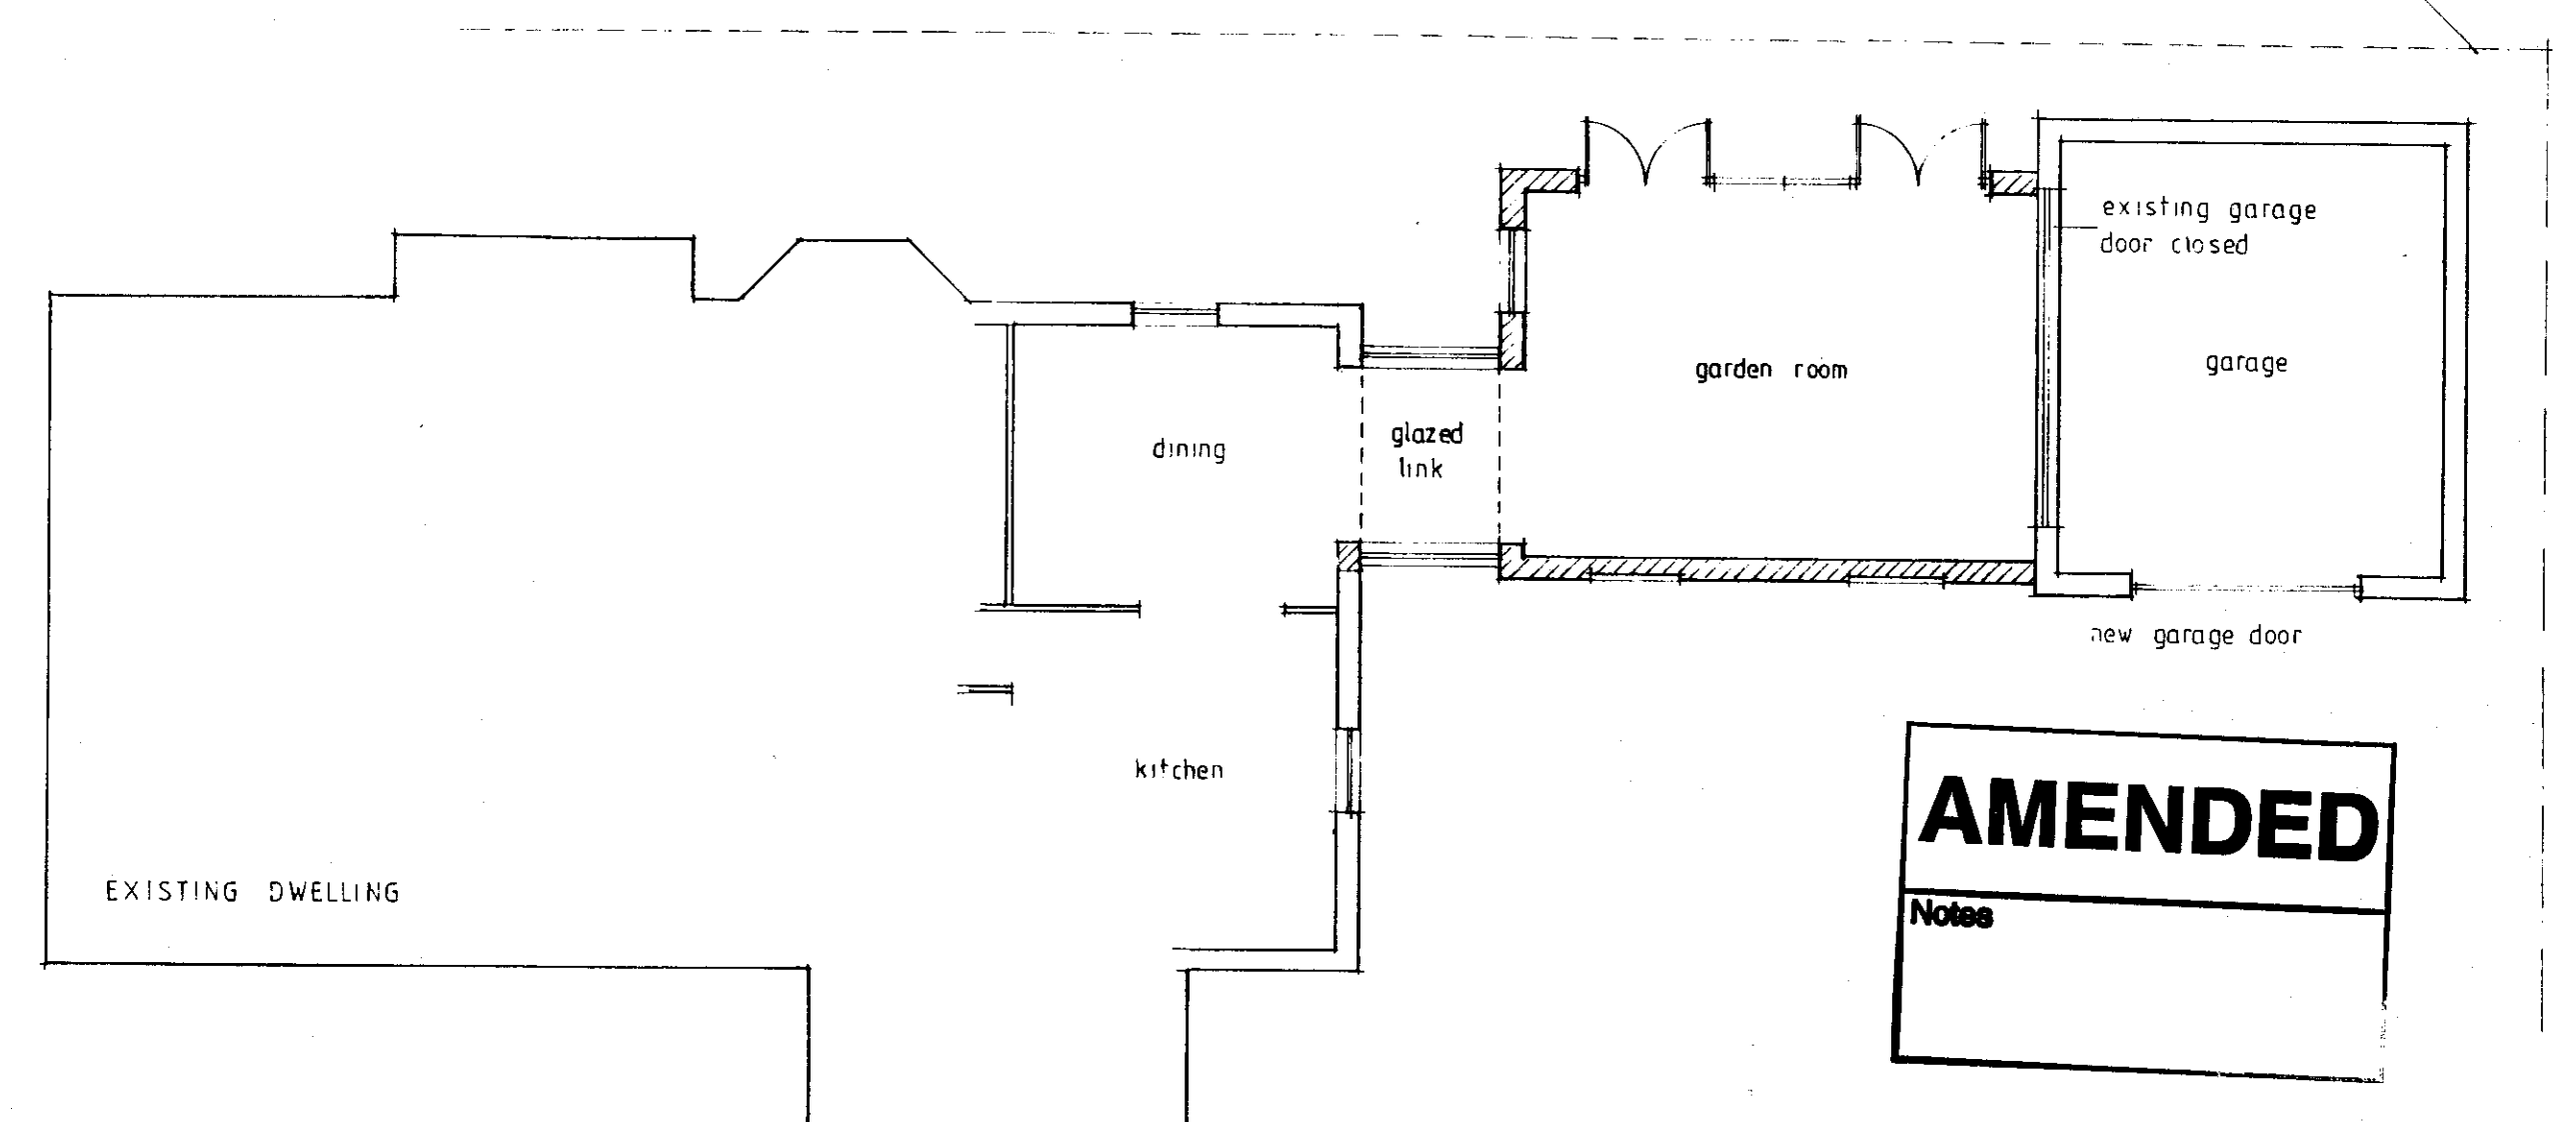 existing garage
door closed
garden room
garage
glazed
link
dining
new garage door
kitchen
AMENDED
EXISTING DWELLING
Notes